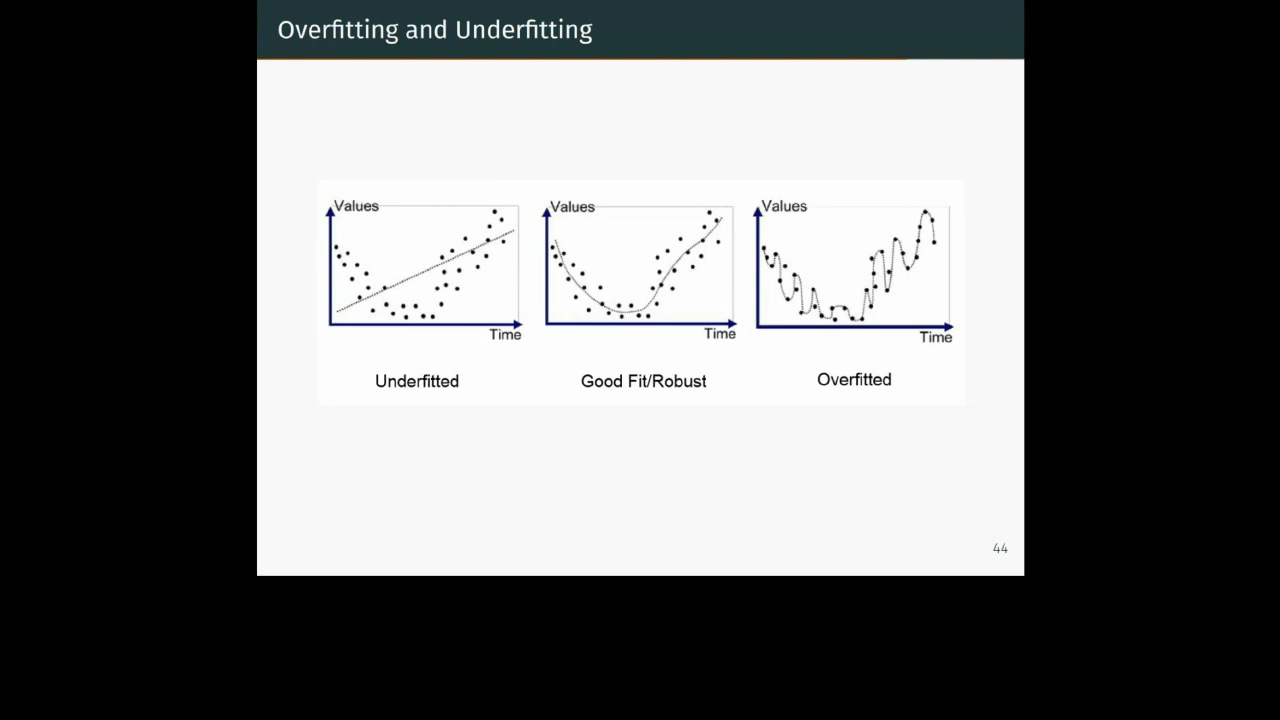 Overfitting and Underfitting
Values
Time
Underfitted
Values
Time
Good Fit/Robust
Values
Time
Overfitted
44